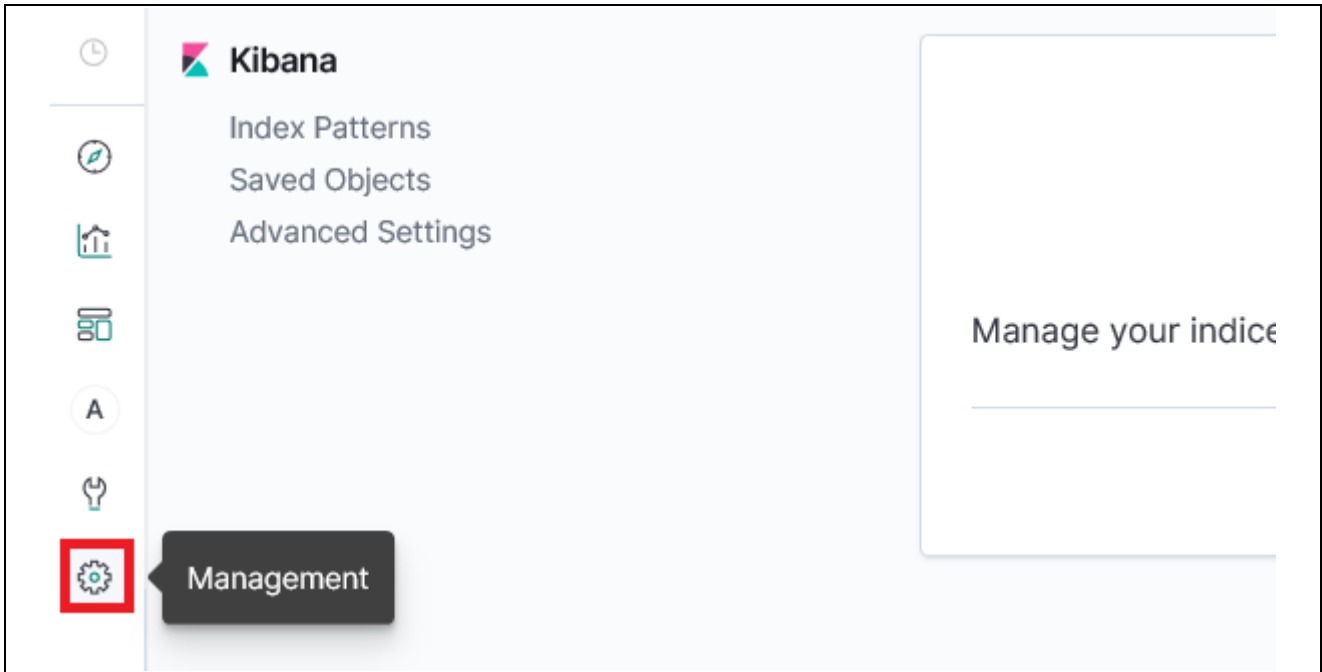 Kibana
Index Patterns
Saved Objects
Advanced Settings
Manage your indice
A
Management